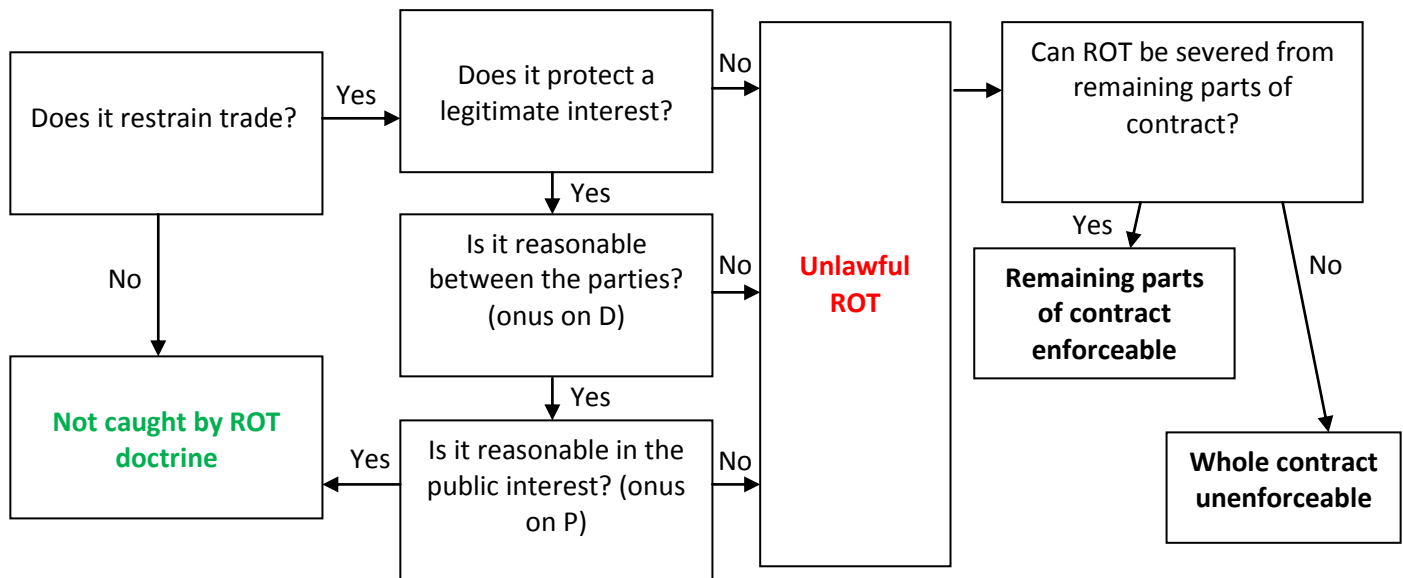 Does it restrain trade?
Yes
Does it protect a
legitimate interest?
No
Yes
Is it reasonable
between the parties?
(onus on D)
No
Yes
Is it reasonable in the
public interest? (onus
on P)
No
Yes
No
Not caught by ROT
doctrine
Unlawful
ROT
Can ROT be severed from
remaining parts of
contract?
Yes
Remaining parts
of contract
enforceable
No
Whole contract
unenforceable